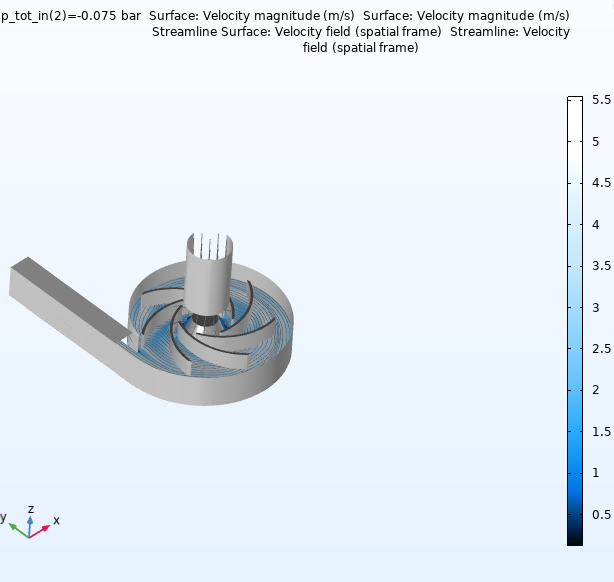 p_tot_in(2)=-0.075 bar Surface: Velocity magnitude (m/s) Surface: Velocity magnitude (m/s)
Streamline Surface: Velocity field (spatial frame) Streamline: Velocity
field (spatial frame)
5.5
5
4.5
4
3.5
3
2.5
2
1.5
1
0.5
z
y
x